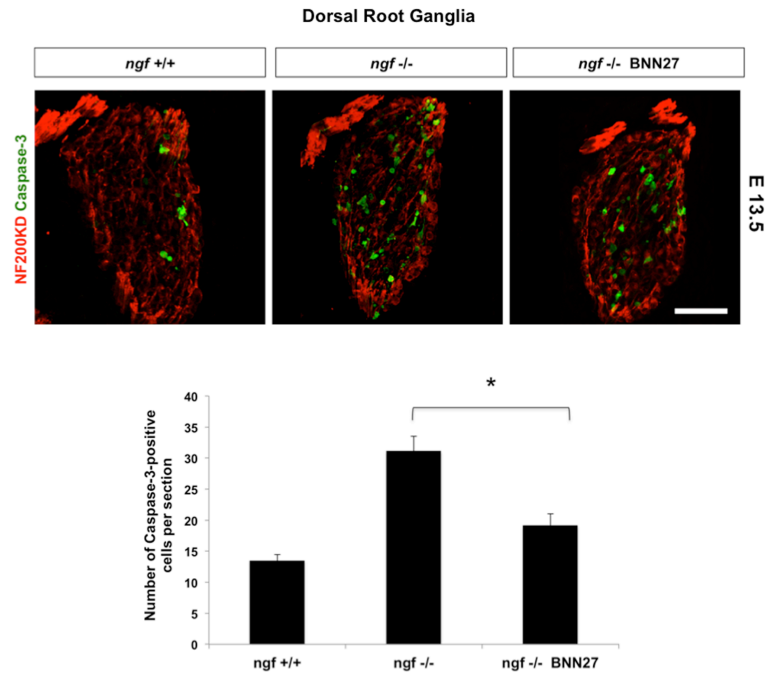 Dorsal Root Ganglia
ngf +/+
ngf -/-
ngf -/- BNN27
NF200KD Caspase-3
E 13.5
*
Number of Caspase-3-positive
cells per section
40
35
30
25
20
15
10
5
0
ngf +/+
ngf -/-
ngf -/- BNN27